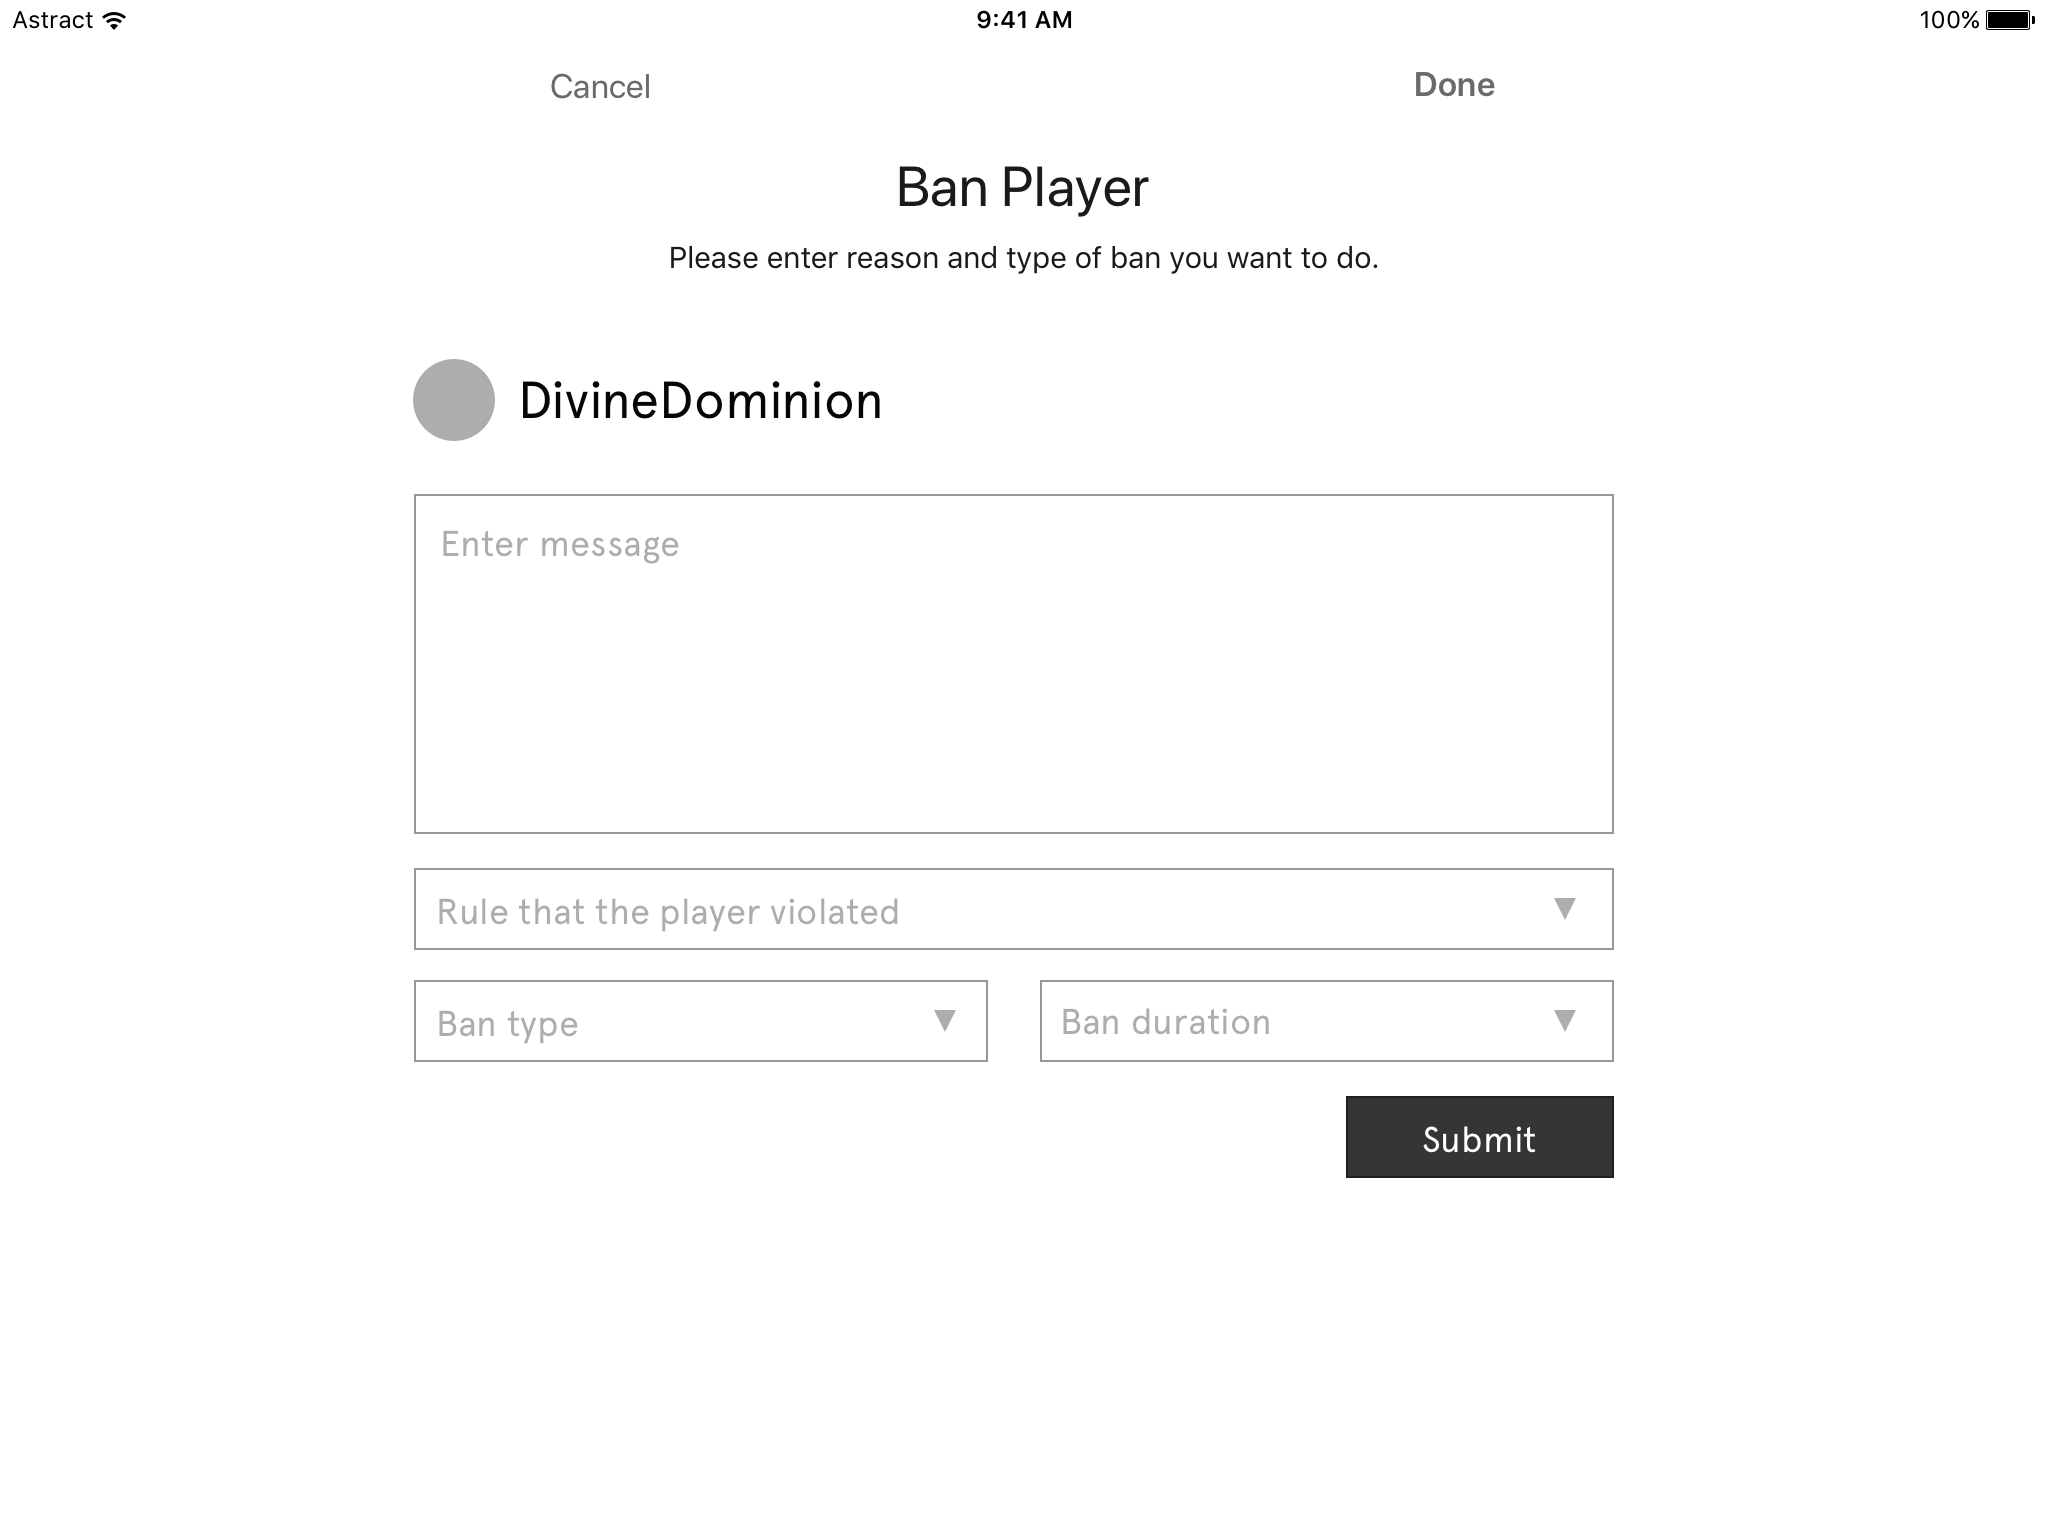 Astract 9:41 AM 100%
Cancel Done
Ban Player
Please enter reason and type of ban you want to do.
DivineDominion
Enter message
Rule that the player violated
Ban type Ban duration
Submit